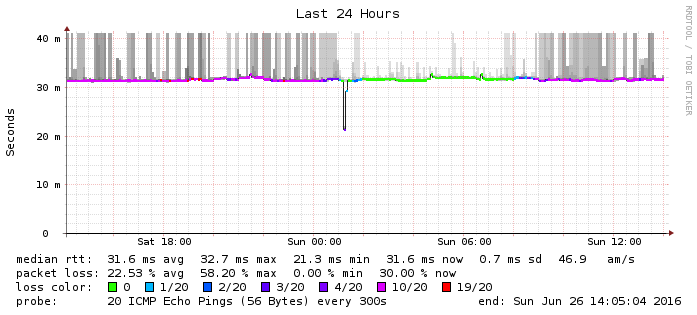 Last 24 Hours
RRDTOOL / TOBI OETIKER
Seconds
40 m
30 m
20 m
10 m
0
Sat 18:00 Sun 00:00 Sun 06:00 Sun 12:00
median rtt: 31.6 ms avg 32.7 ms max 21.3 ms min 31.6 ms now 0.7 ms sd 46.9 am/s
packet loss: 22.53 % avg 58.20 % max 0.00 % min 30.00 % now
loss color: 0 1/20 2/20 3/20 4/20 10/20 19/20
probe: 20 ICMP Echo Pings (56 Bytes) every 300s end: Sun Jun 26 14:05:04 2016